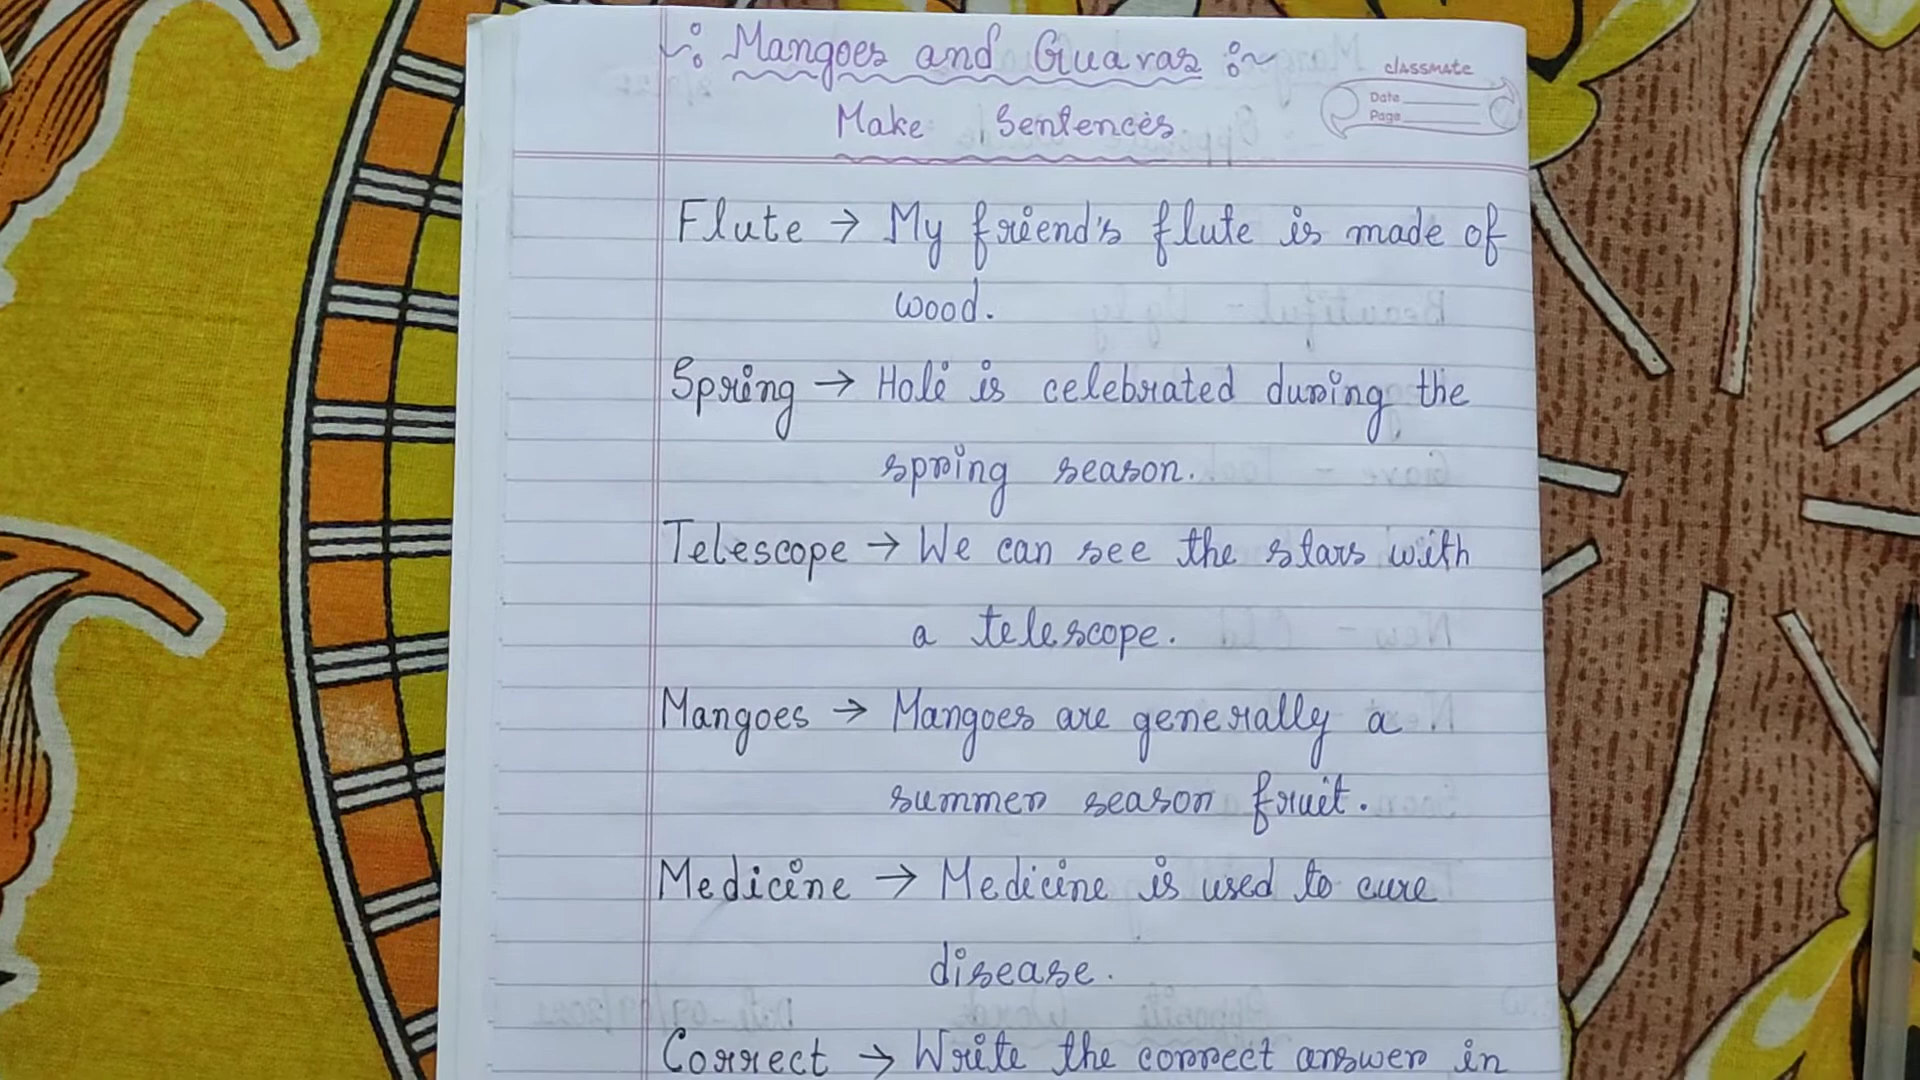 Mangoes and Guavas
classmate
Date
Page
Make Sentences
Flute → My friend's flute is made of
wood.
Spring → Holi is celebrated during the
spring season.
Telescope → We can see the stars with
a telescope.
Mangoes → Mangoes are generally a
summer season fruit.
Medicine → Medicine is used to cure
disease.
Correct → Write the correct answer in